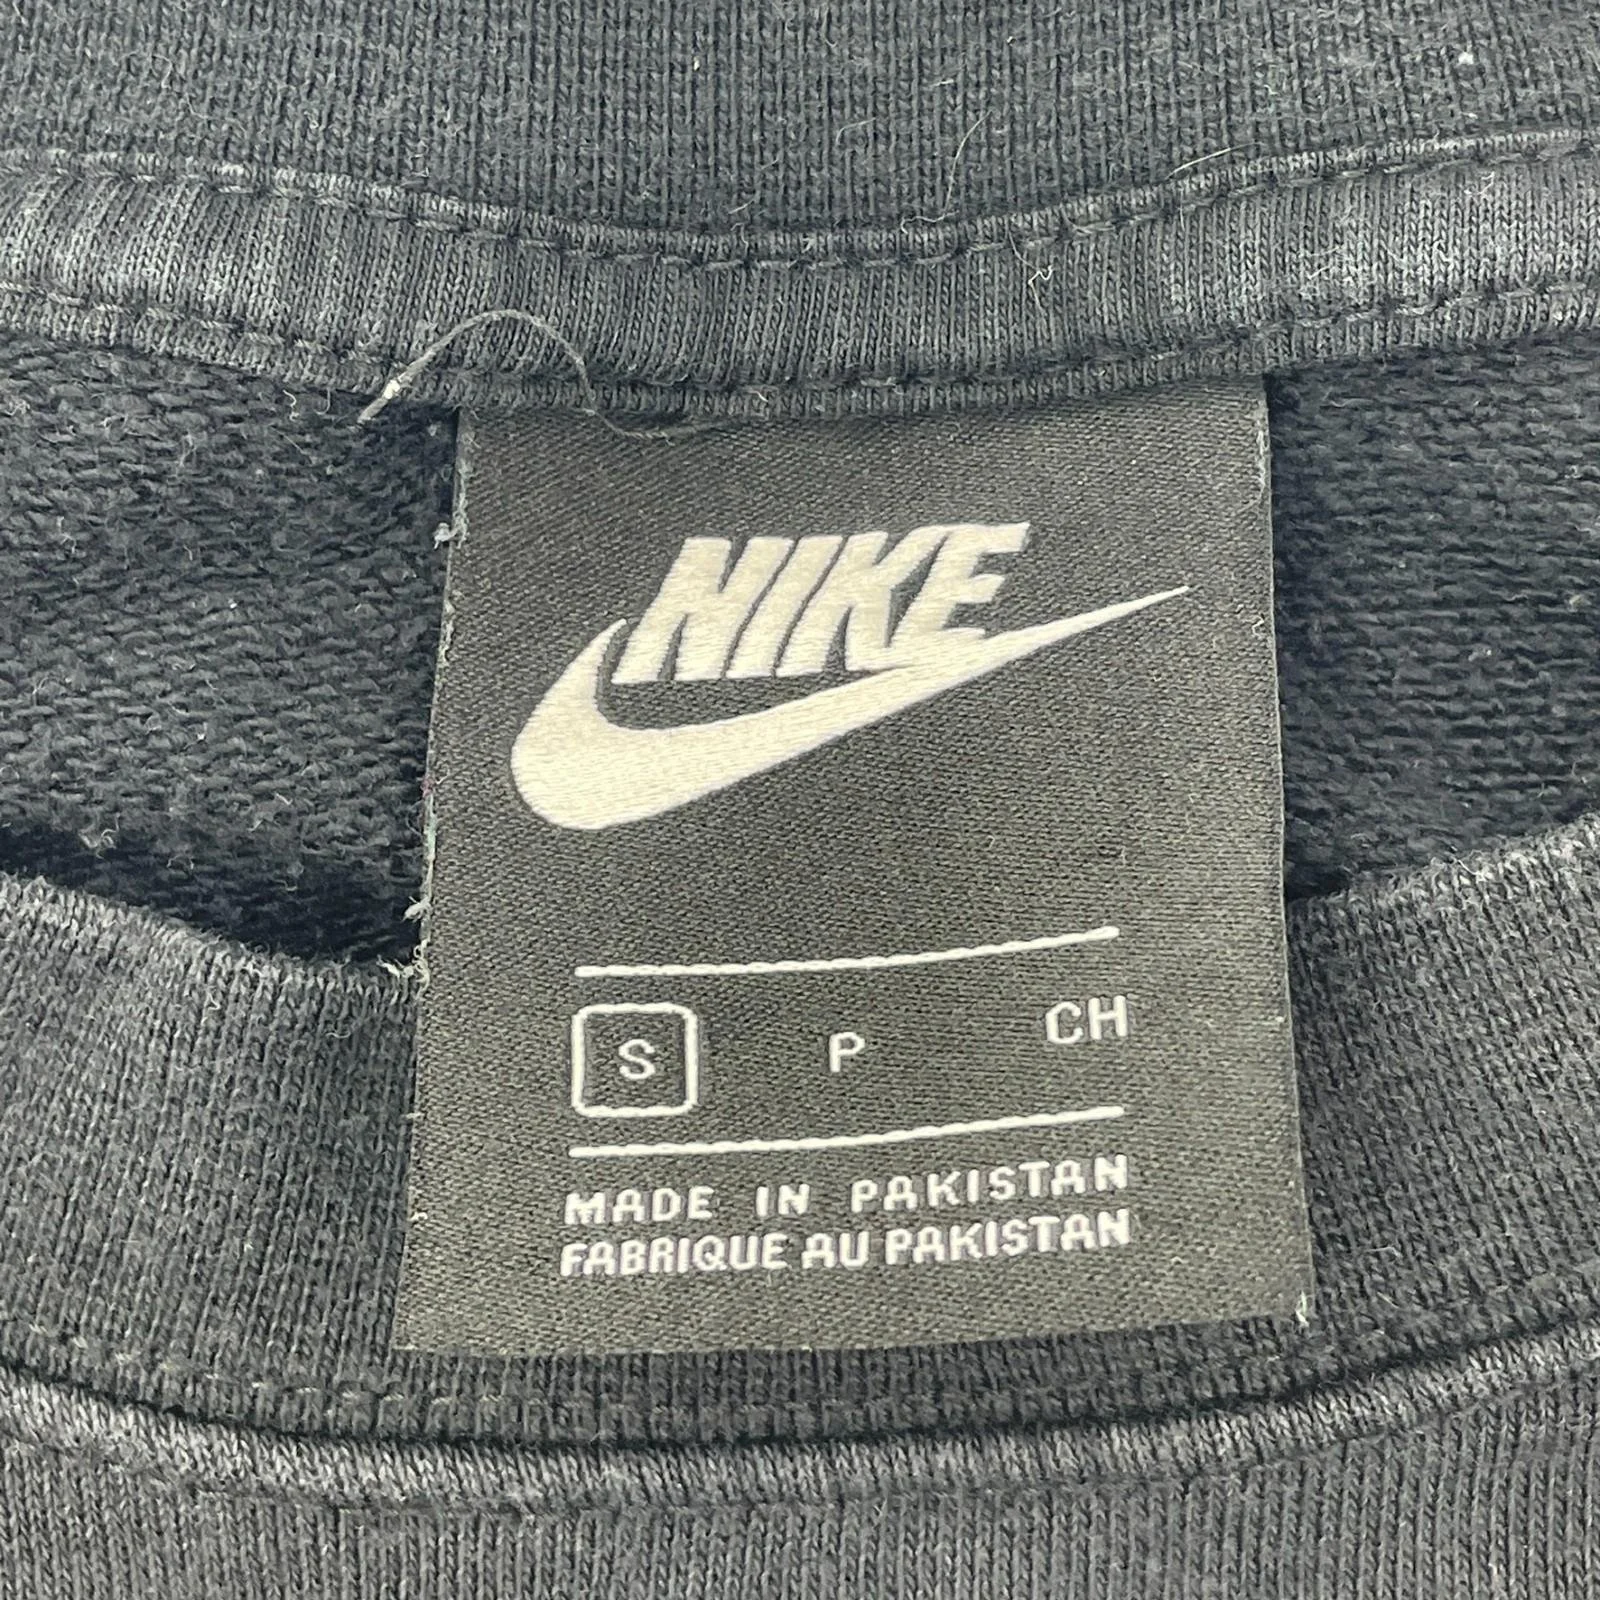 NIKE
S P CH
MADE IN PAKISTAN
FABRIQUE AU PAKISTAN